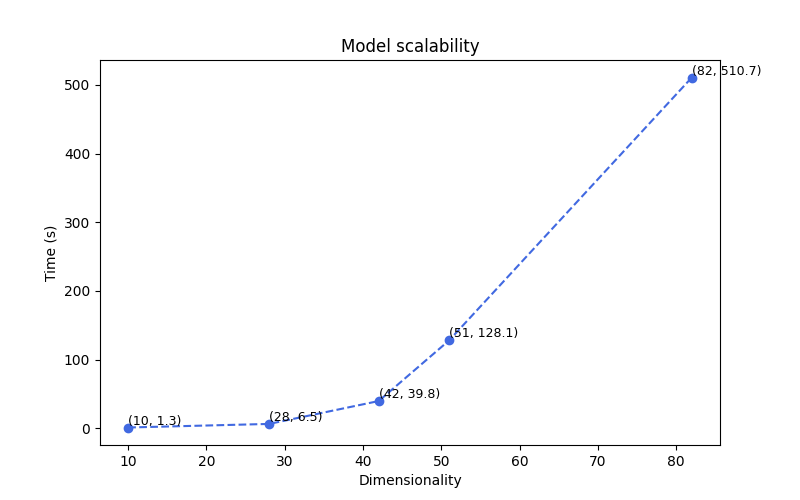 Model scalability
(82, 510.7)
500
400
300
200
(51, 128.1)
100
(42, 39.8)
(28, 6.5)
(10, 1.3)
0
Time (s)
10 20 30 40 50 60 70 80
Dimensionality